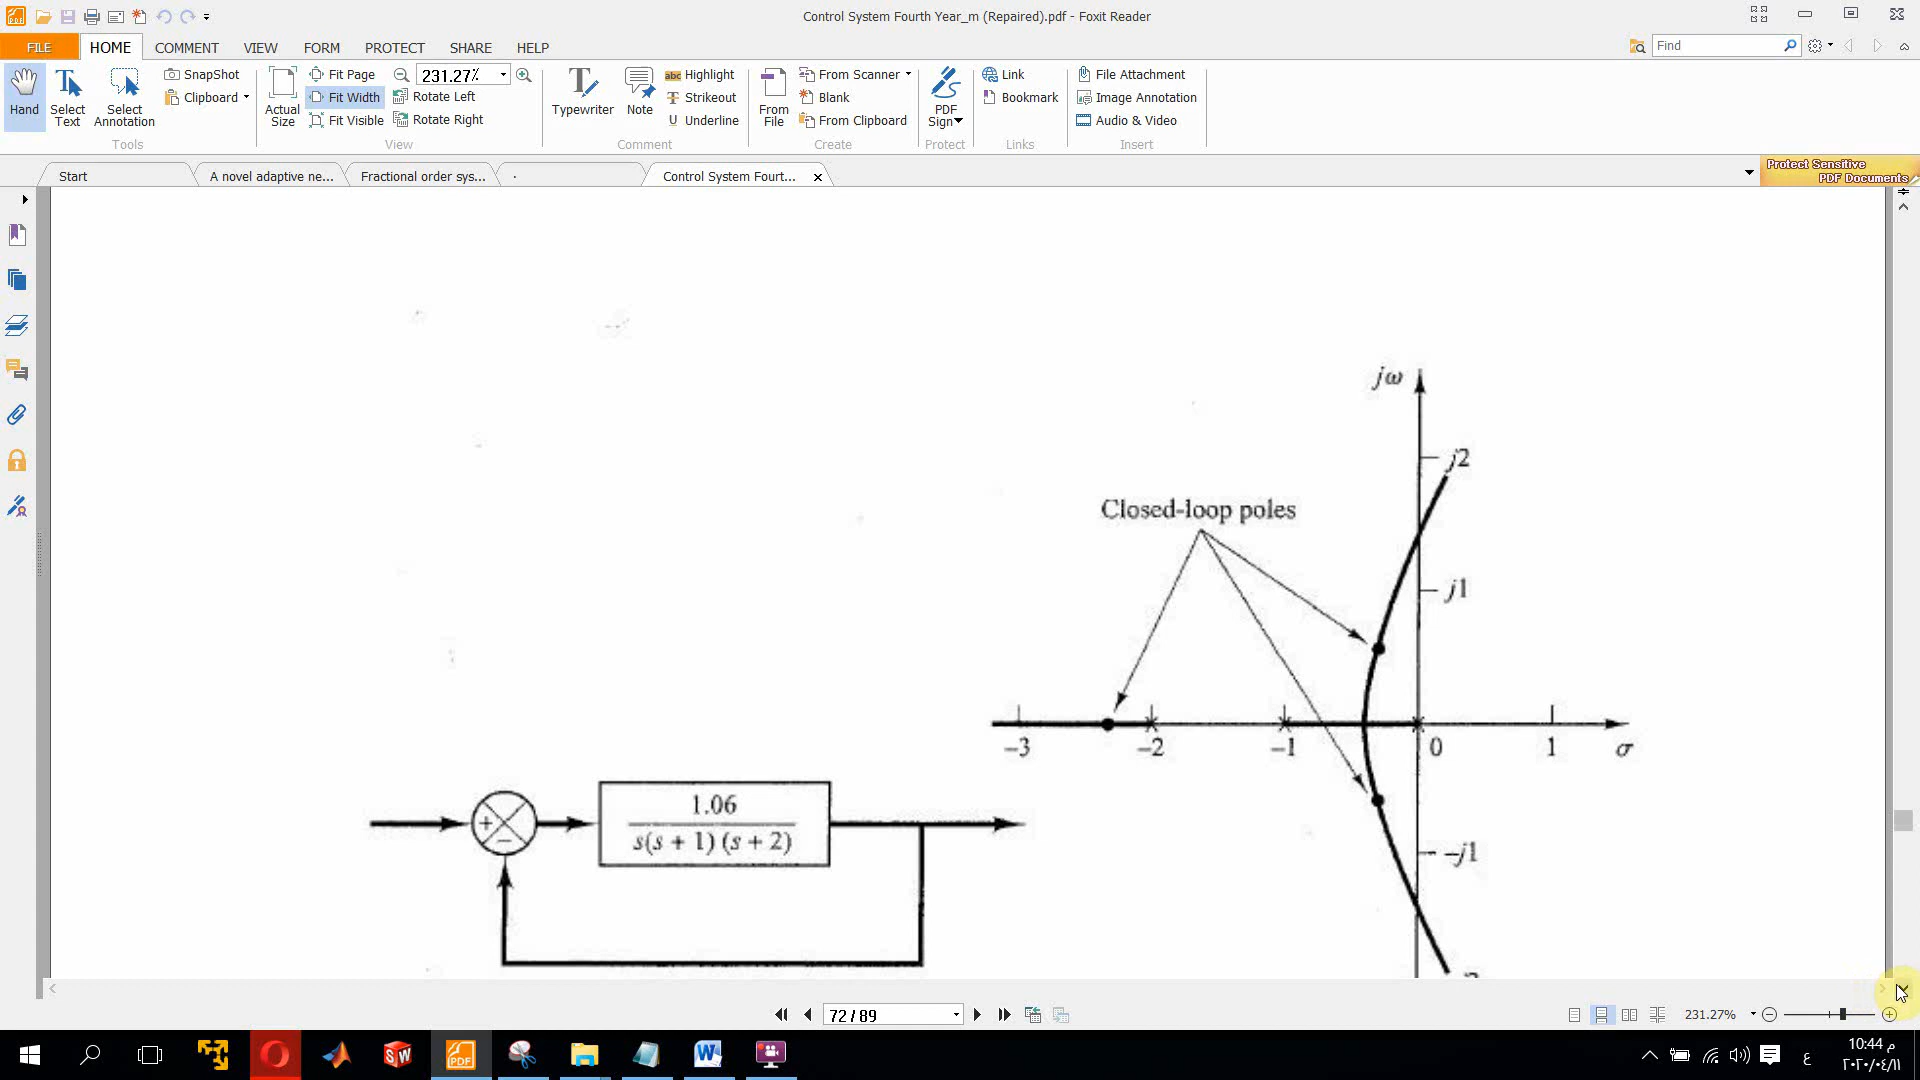 Control System Fourth Year_m (Repaired).pdf - Foxit Reader
FILE HOME COMMENT VIEW FORM PROTECT SHARE HELP
Find
Hand
Select Text
Select Annotation
SnapShot
Clipboard
Tools
Actual Size
Fit Page
Fit Width
Fit Visible
231.27%
Rotate Left
Rotate Right
View
Typewriter
Note
Highlight
Strikeout
Underline
Comment
From File
From Scanner
Blank
From Clipboard
Create
PDF Sign
Protect
Link
Bookmark
Links
File Attachment
Image Annotation
Audio & Video
Insert
Start
A novel adaptive ne...
Fractional order sys...
Control System Fourt...
Protect Sensitive
PDF Documents
jω
j2
Closed-loop poles
j1
−3 −2 −1 0 1 σ
1.06
s(s + 1) (s + 2)
+
−
−j1
72 / 89
231.27%
10:44 م
٢٠٢٠/٠٤/١١
ع